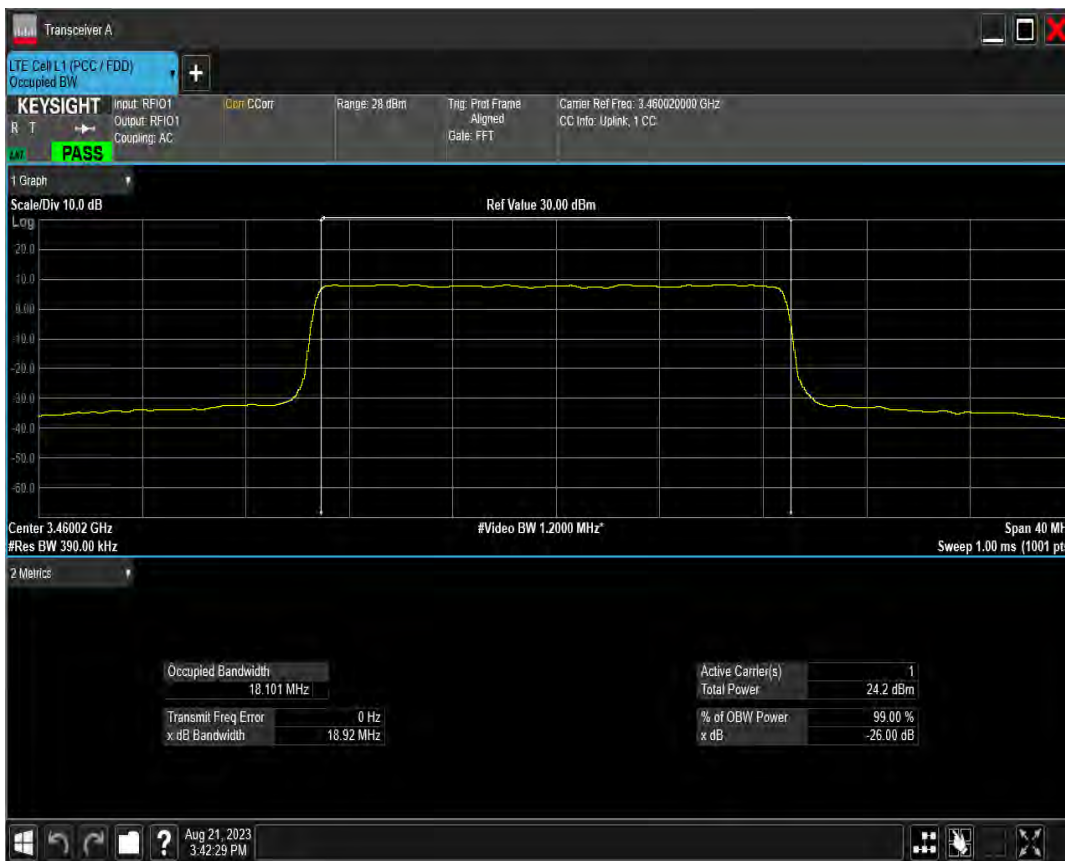 Transceiver A
LTE Cell L1 (PCC / FDD)
Occupied BW
+
KEYSIGHT
R T
PASS
Input: RFIO1
Output: RFIO1
Coupling: AC
Corr CCorr
Range: 28 dBm
Trig: Prot Frame
Aligned
Gate: FFT
Carrier Ref Freq: 3.460020000 GHz
CC Info: Uplink, 1 CC
1 Graph
Scale/Div 10.0 dB
Ref Value 30.00 dBm
Log
20.0
10.0
0.00
-10.0
-20.0
-30.0
-40.0
-50.0
-60.0
Center 3.46002 GHz
#Video BW 1.2000 MHz*
Span 40 MH
#Res BW 390.00 kHz
Sweep 1.00 ms (1001 pts
2 Metrics
Occupied Bandwidth
18.101 MHz
Transmit Freq Error 0 Hz
x dB Bandwidth 18.92 MHz
Active Carrier(s) 1
Total Power 24.2 dBm
% of OBW Power 99.00 %
x dB -26.00 dB
?
Aug 21, 2023
3:42:29 PM